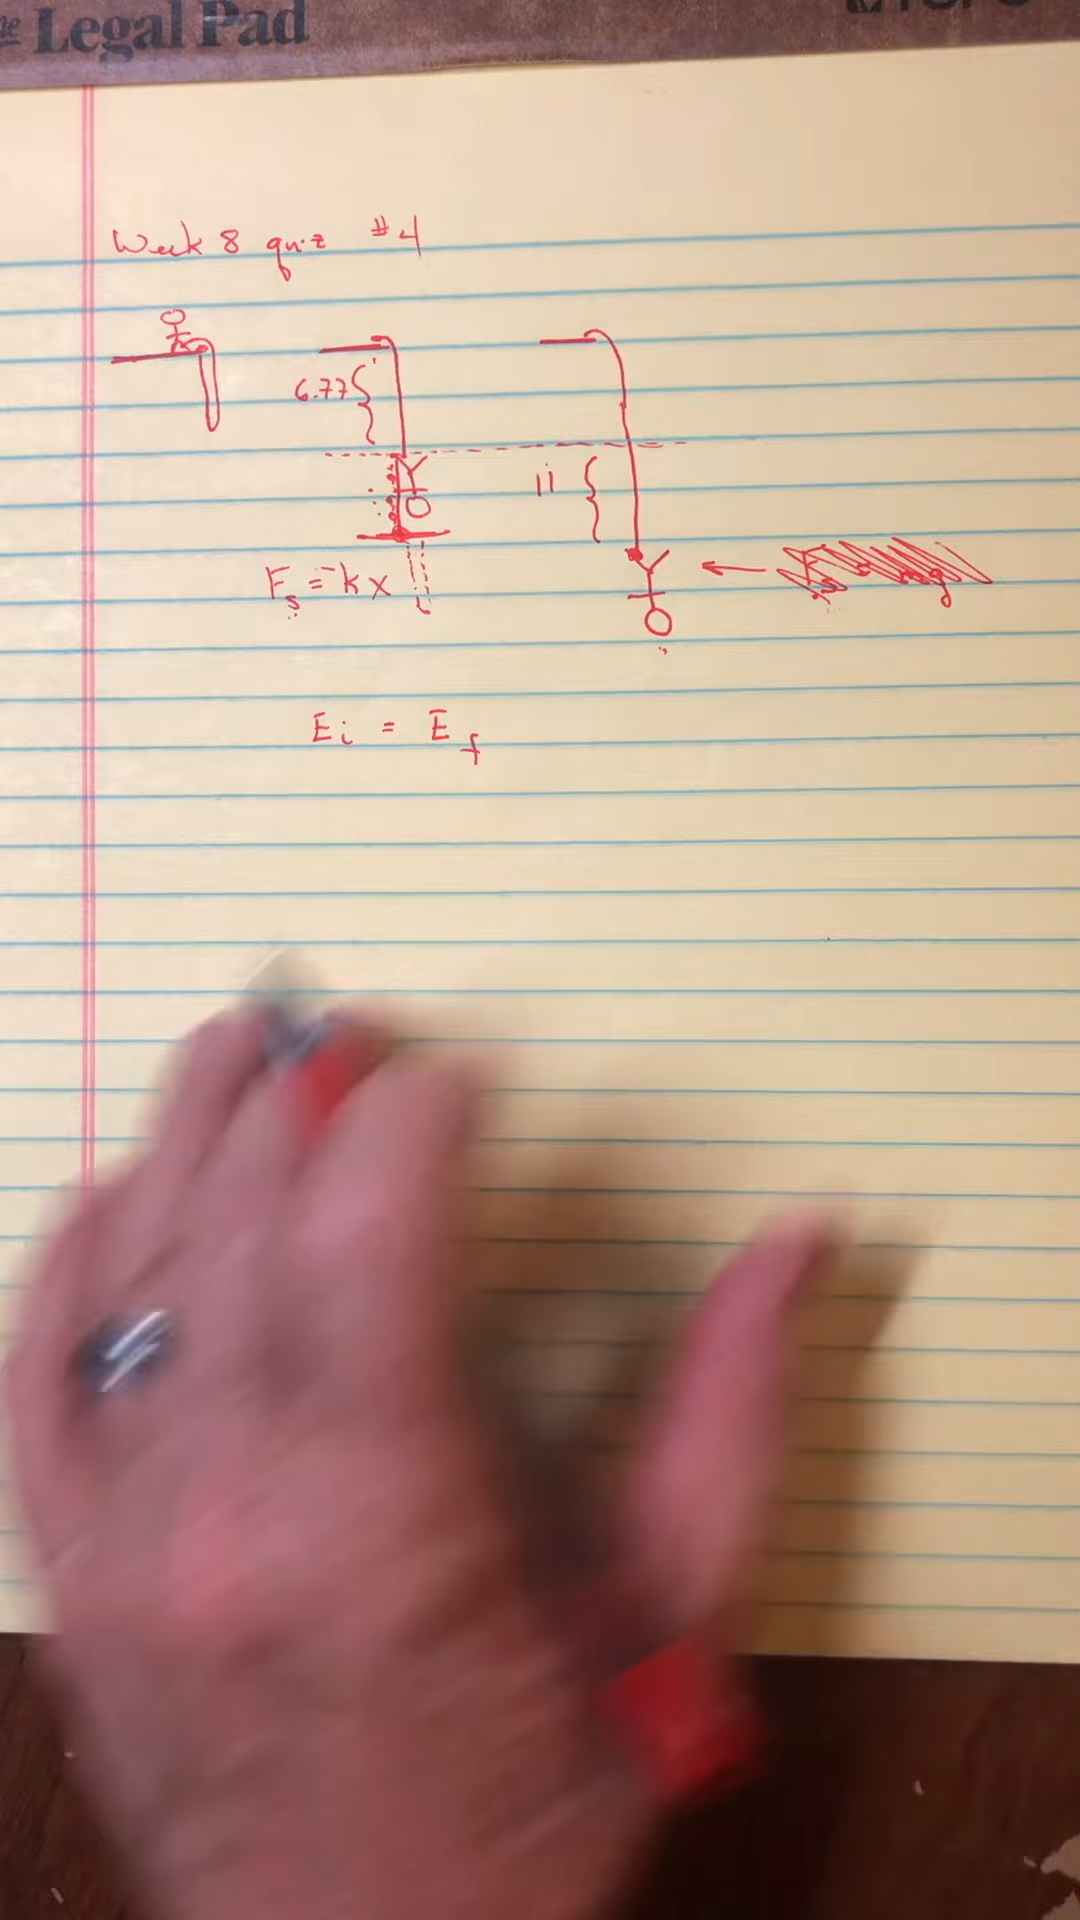 Legal Pad
Week 8 quiz #4
6.77
11
Fs = -kx
Ei = Ef